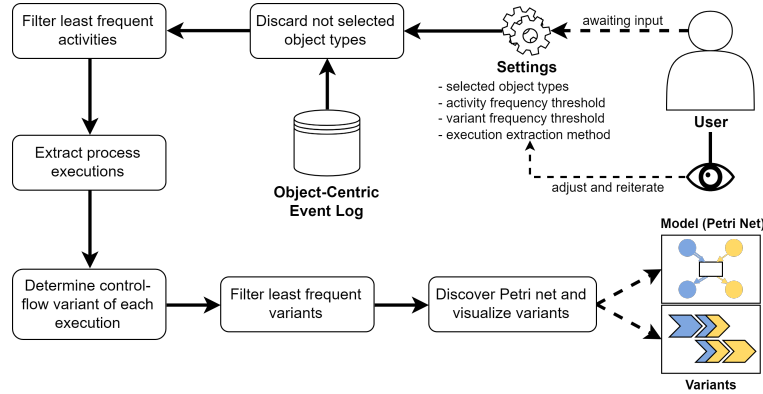 Filter least frequent
activities
Discard not selected
object types
awaiting input
Settings
- selected object types
- activity frequency threshold
- variant frequency threshold
- execution extraction method
User
Extract process
executions
Object-Centric
Event Log
adjust and reiterate
Model (Petri Net)
Determine control-
flow variant of each
execution
Filter least frequent
variants
Discover Petri net and
visualize variants
Variants